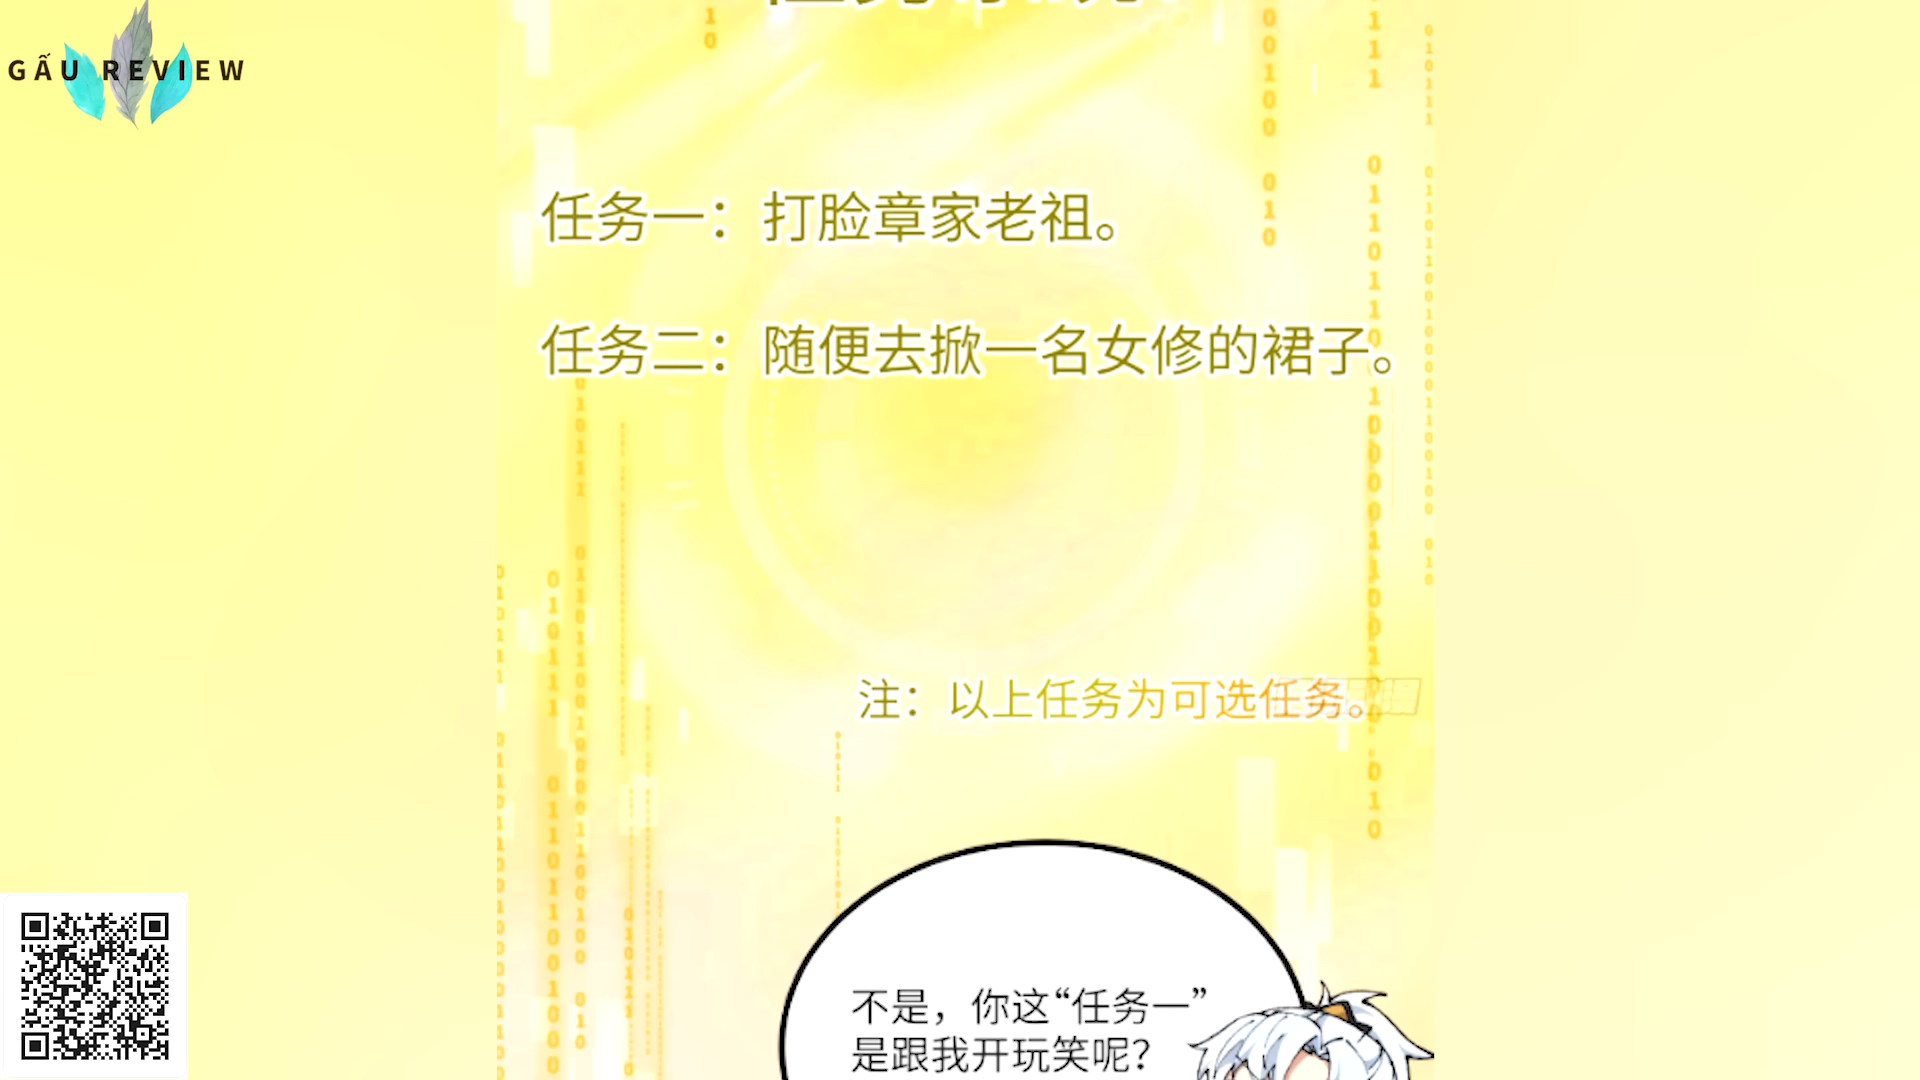 GẤU REVIEW
任务一：打脸章家老祖。
任务二：随便去掀一名女修的裙子。
注：以上任务为可选任务。
不是，你这“任务一”
是跟我开玩笑呢？